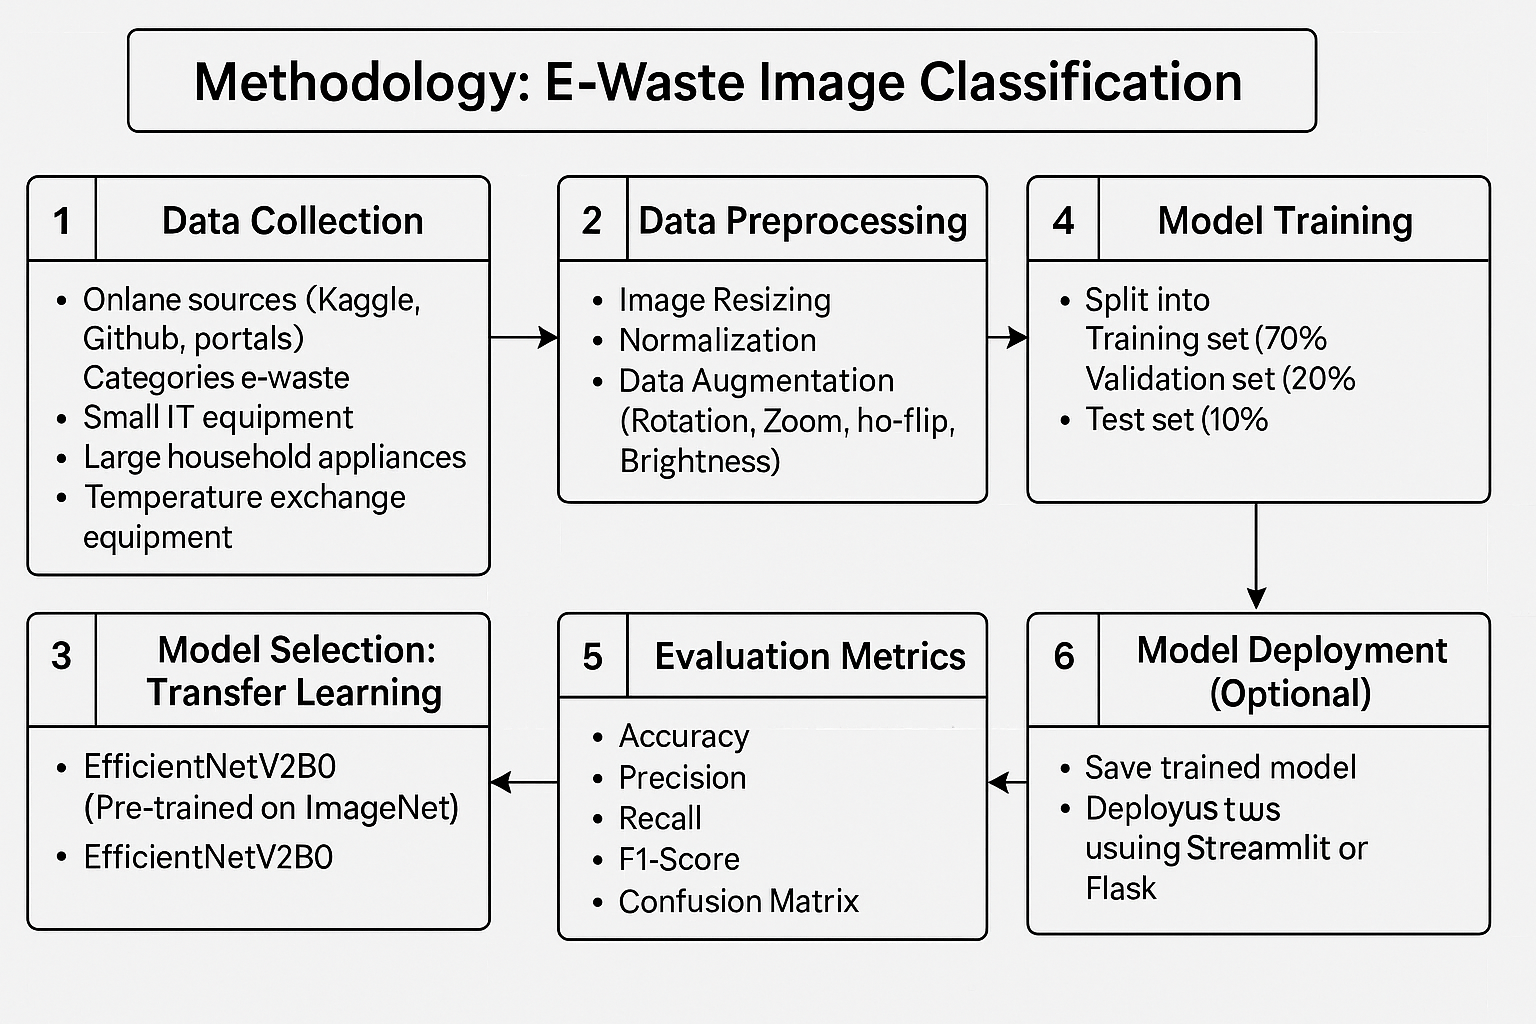 Methodology: E-Waste Image Classification
1 Data Collection
• Onlane sources (Kaggle,
Github, portals)
Categories e-waste
• Small IT equipment
• Large household appliances
• Temperature exchange
equipment
2 Data Preprocessing
• Image Resizing
• Normalization
• Data Augmentation
(Rotation, Zoom, ho-flip,
Brightness)
4 Model Training
• Split into
Training set (70%
Validation set (20%
• Test set (10%
3 Model Selection:
Transfer Learning
• EfficientNetV2B0
(Pre-trained on ImageNet)
• EfficientNetV2B0
5 Evaluation Metrics
• Accuracy
• Precision
• Recall
• F1-Score
• Confusion Matrix
6 Model Deployment
(Optional)
• Save trained model
• Deployus tws
usuing Streamlit or
Flask